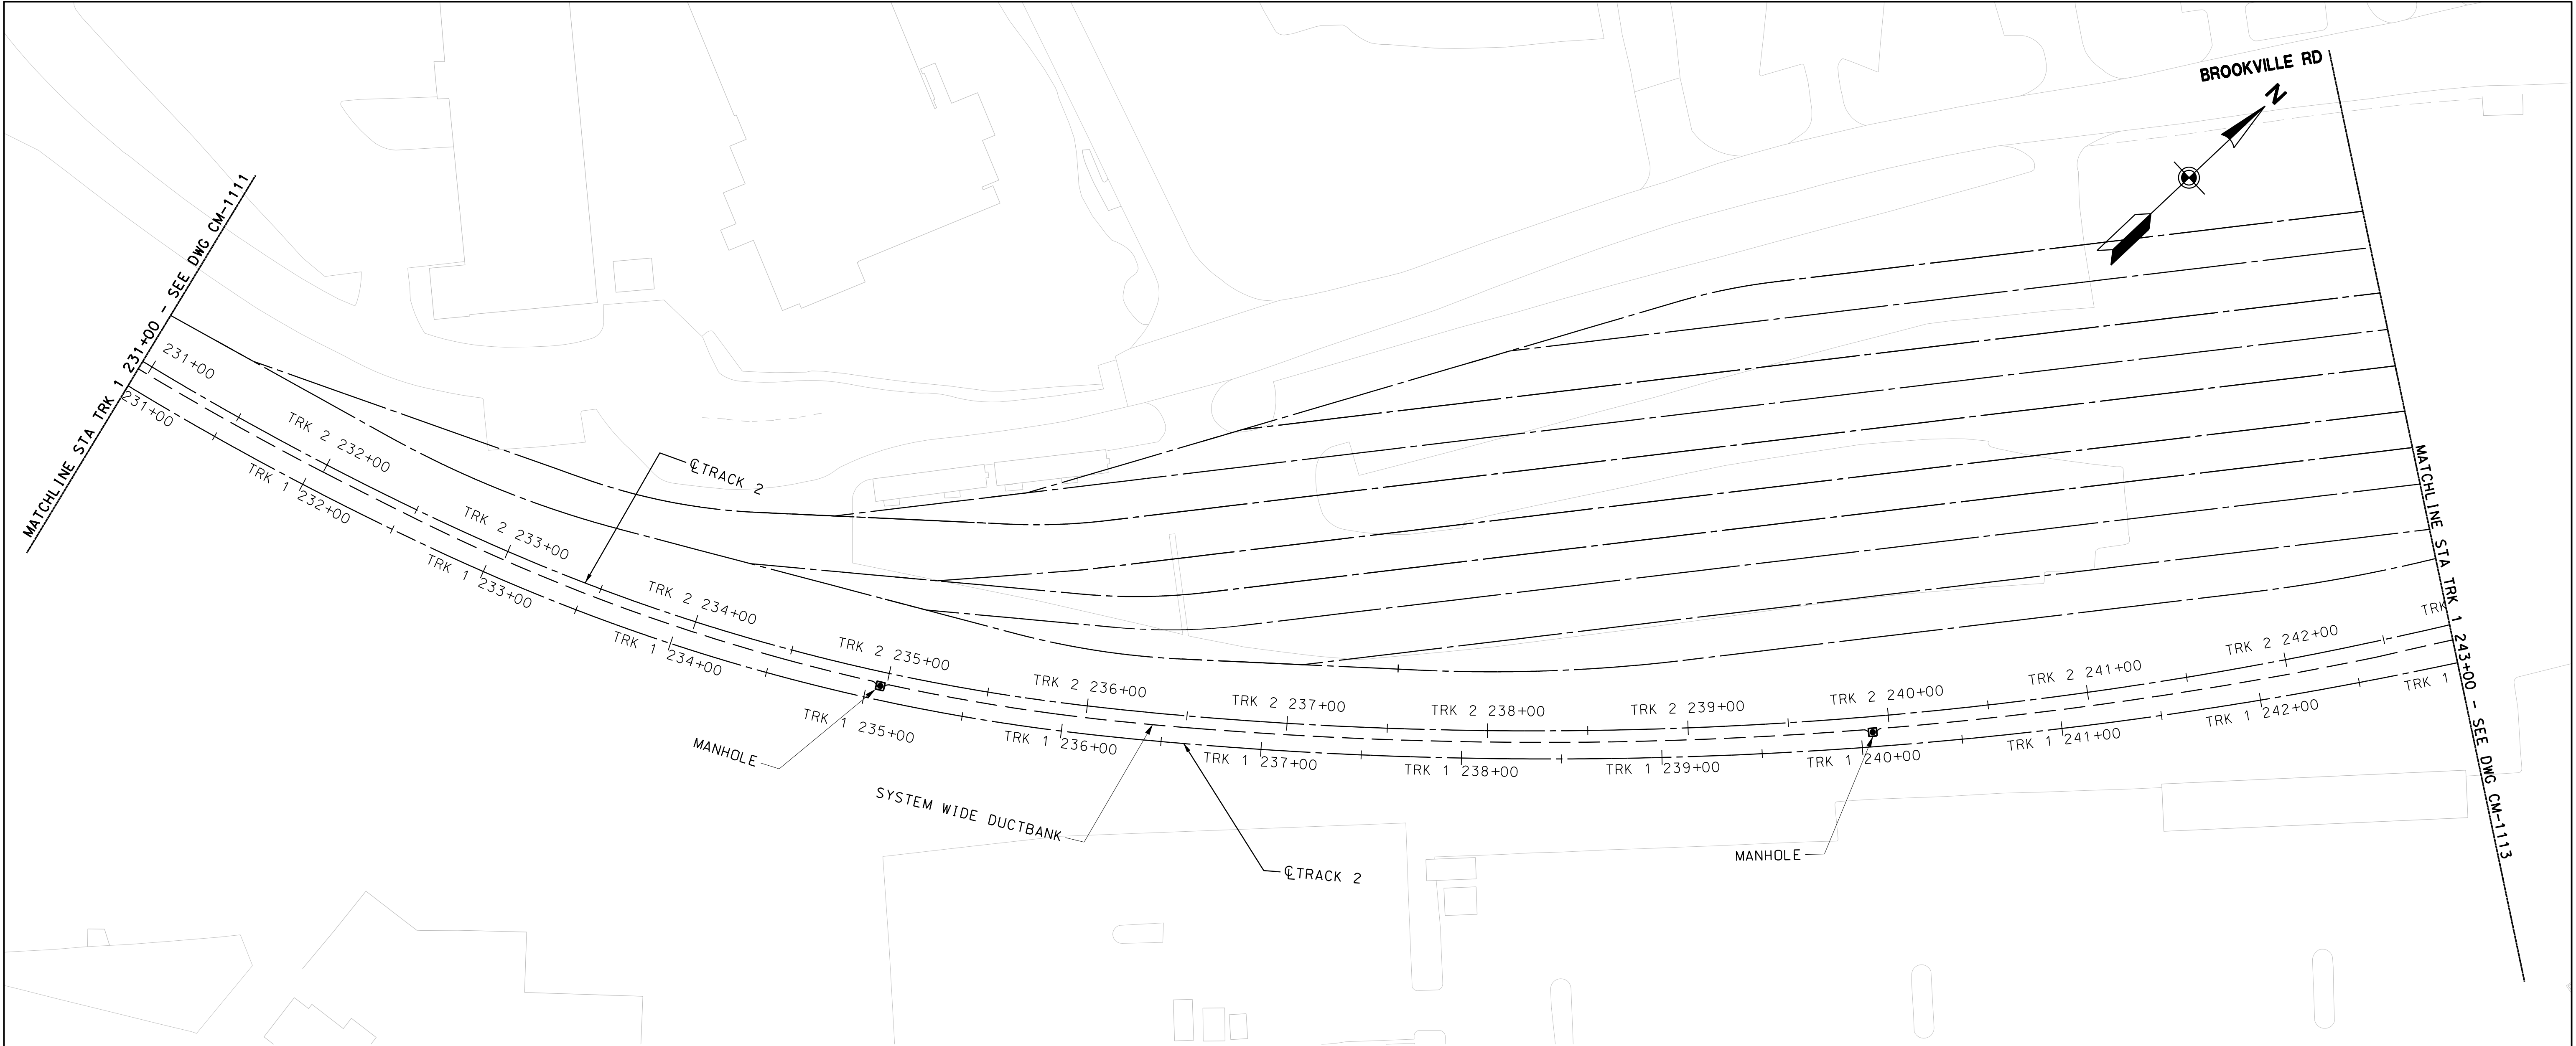 BROOKVILLE RD
N
MATCHLINE STA TRK 1 231+00 - SEE DWG CM-1111
231+00
231+00
TRK 2 232+00
TRK 1 232+00
℄ TRACK 2
TRK 2 233+00
TRK 1 233+00
TRK 2 234+00
TRK 1 234+00
TRK 2 235+00
TRK 1 235+00
MANHOLE
TRK 2 236+00
TRK 1 236+00
SYSTEM WIDE DUCTBANK
TRK 2 237+00
TRK 1 237+00
℄ TRACK 2
TRK 2 238+00
TRK 1 238+00
TRK 2 239+00
TRK 1 239+00
TRK 2 240+00
TRK 1 240+00
MANHOLE
TRK 2 241+00
TRK 1 241+00
TRK 2 242+00
TRK 1 242+00
TRK
TRK 1
MATCHLINE STA TRK 1 243+00 - SEE DWG CM-1113